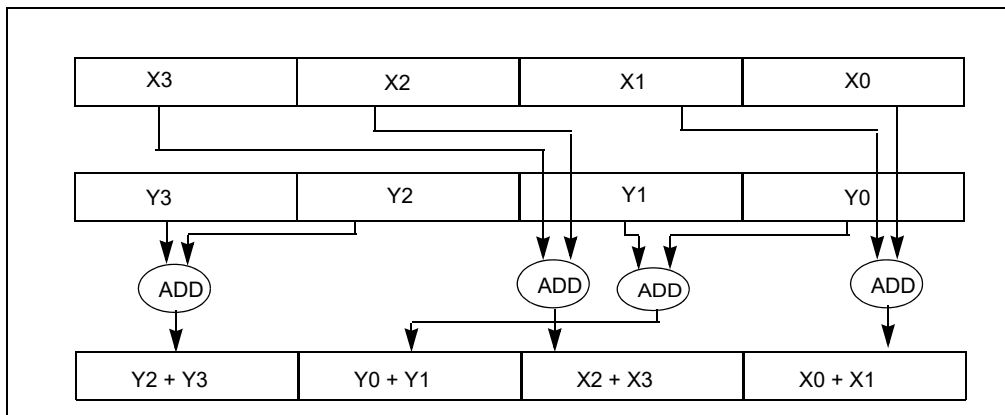 X3 X2 X1 X0
Y3 Y2 Y1 Y0
ADD ADD ADD ADD
Y2 + Y3 Y0 + Y1 X2 + X3 X0 + X1